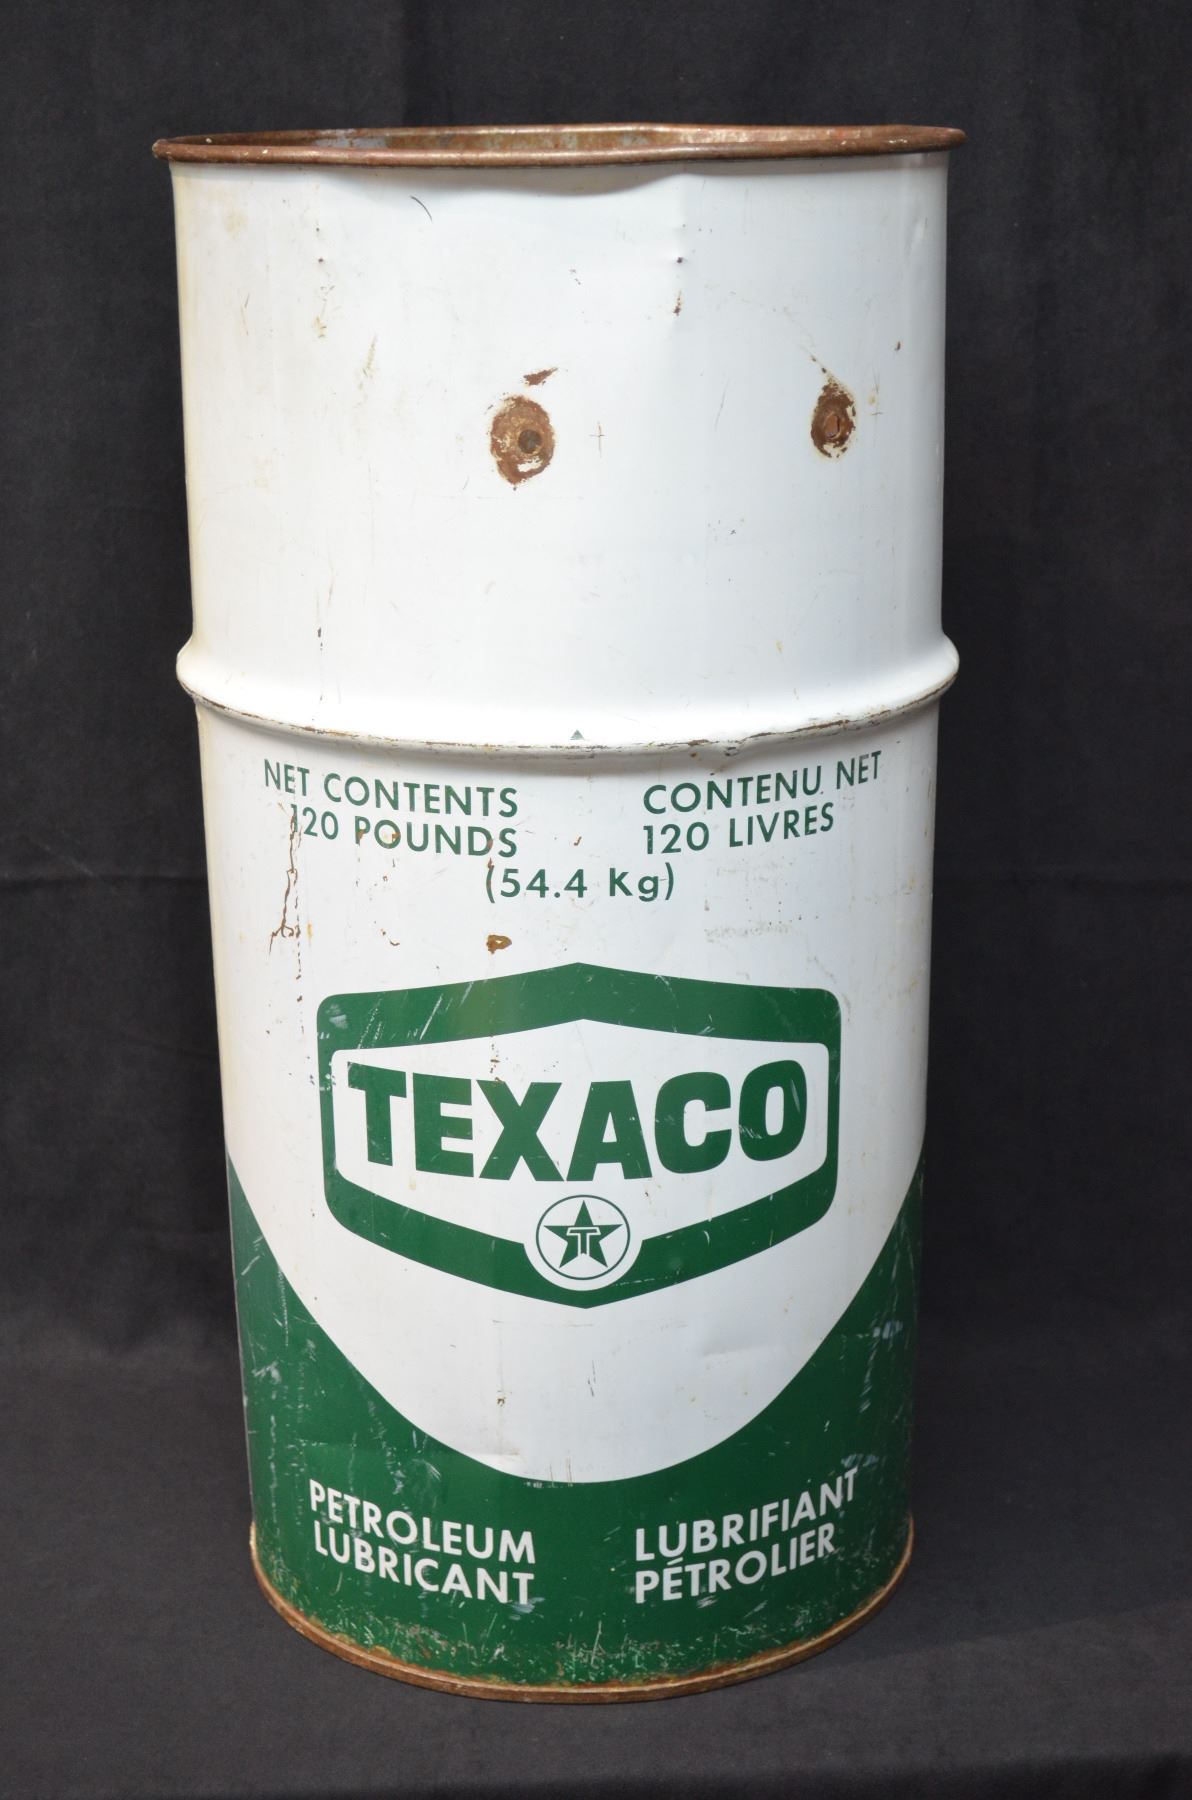 NET CONTENTS
120 POUNDS
CONTENU NET
120 LIVRES
(54.4 Kg)
TEXACO
T
PETROLEUM
LUBRICANT
LUBRIFIANT
PÉTROLIER